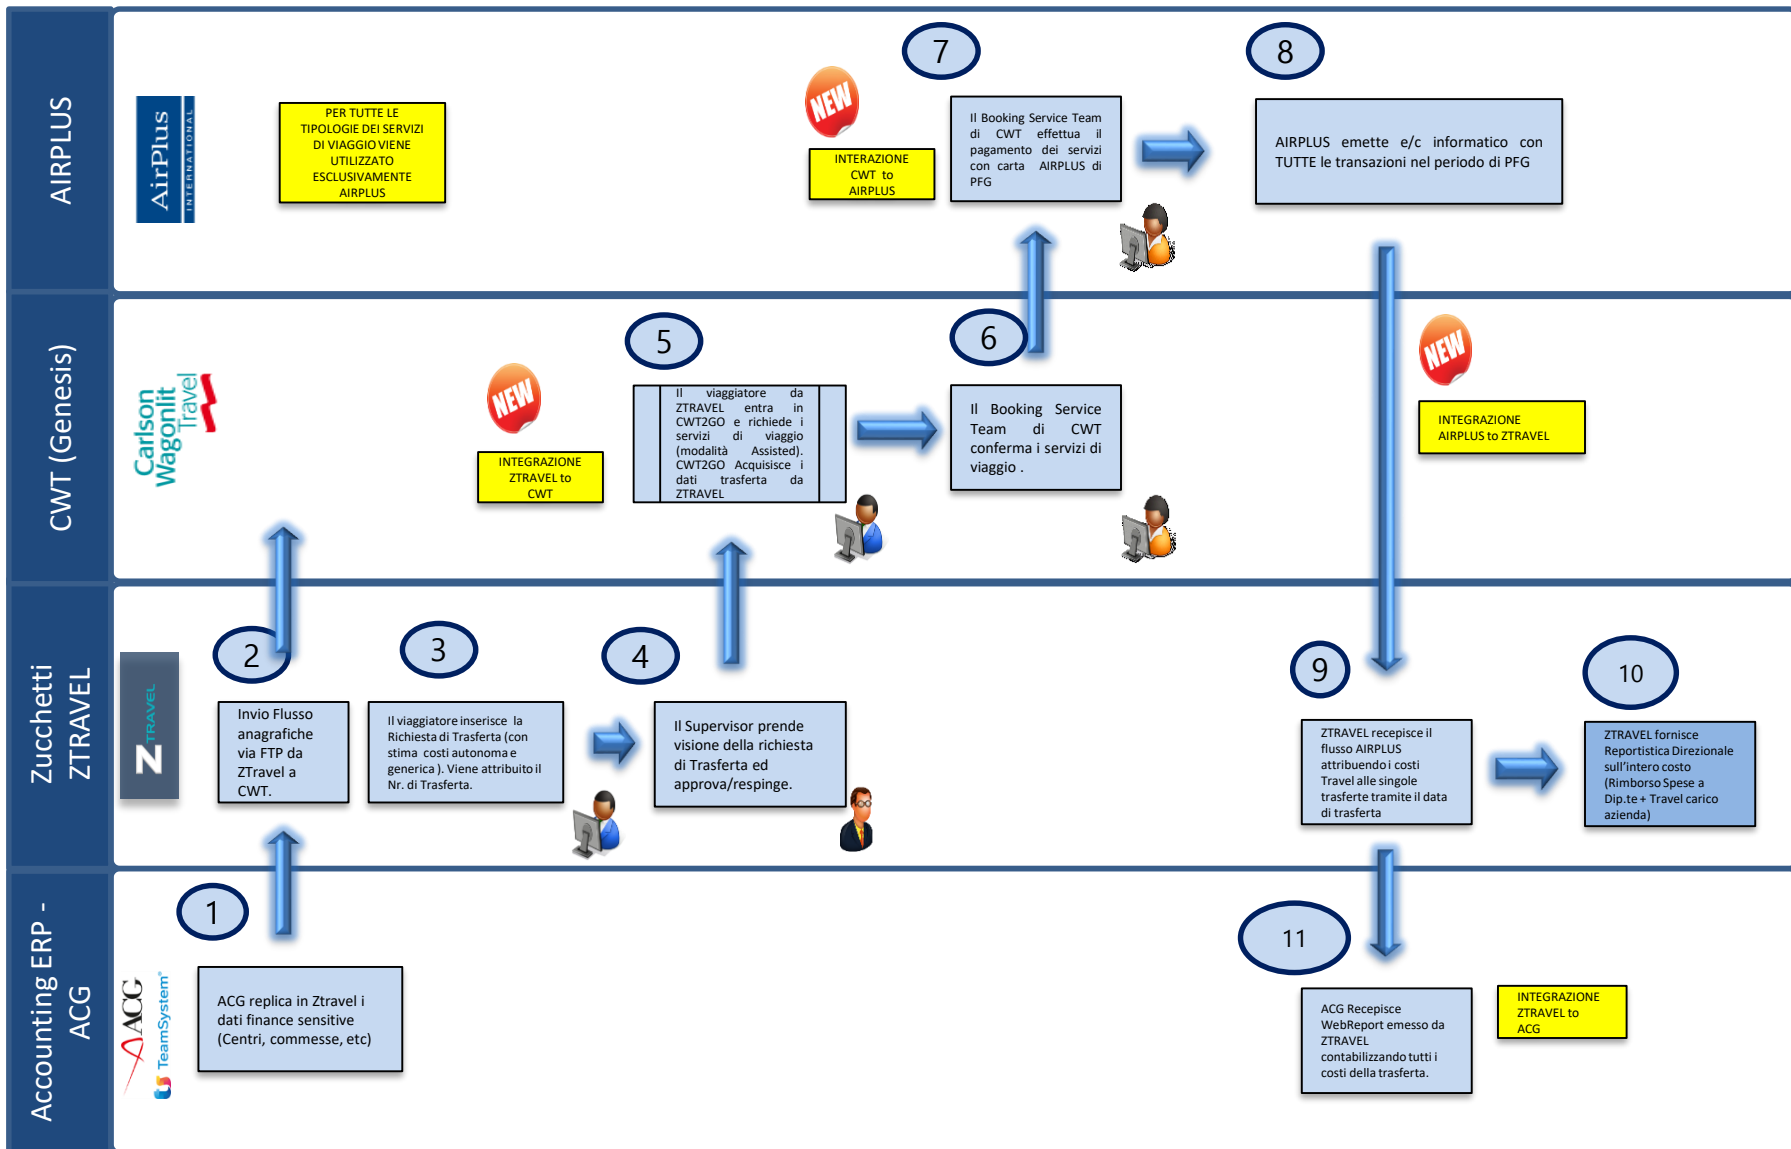 AIRPLUS
AirPlus
INTERNATIONAL
PER TUTTE LE
TIPOLOGIE DEI SERVIZI
DI VIAGGIO VIENE
UTILIZZATO
ESCLUSIVAMENTE
AIRPLUS
NEW
INTERAZIONE
CWT to
AIRPLUS
7
Il Booking Service Team
di CWT effettua il
pagamento dei servizi
con carta AIRPLUS di
PFG
8
AIRPLUS emette e/c informatico con
TUTTE le transazioni nel periodo di PFG
CWT (Genesis)
Carlson
Wagonlit
Travel
NEW
INTEGRAZIONE
ZTRAVEL to
CWT
5
Il viaggiatore da
ZTRAVEL entra in
CWT2GO e richiede i
servizi di viaggio
(modalità Assisted).
CWT2GO Acquisisce i
dati trasferta da
ZTRAVEL
6
Il Booking Service
Team di CWT
conferma i servizi di
viaggio .
NEW
INTEGRAZIONE
AIRPLUS to ZTRAVEL
Zucchetti
ZTRAVEL
Z TRAVEL
2
Invio Flusso
anagrafiche
via FTP da
ZTravel a
CWT.
3
Il viaggiatore inserisce la
Richiesta di Trasferta (con
stima costi autonoma e
generica ). Viene attribuito il
Nr. di Trasferta.
4
Il Supervisor prende
visione della richiesta
di Trasferta ed
approva/respinge.
9
ZTRAVEL recepisce il
flusso AIRPLUS
attribuendo i costi
Travel alle singole
trasferte tramite il data
di trasferta
10
ZTRAVEL fornisce
Reportistica Direzionale
sull'intero costo
(Rimborso Spese a
Dip.te + Travel carico
azienda)
Accounting ERP -
ACG
ACG
TeamSystem®
1
ACG replica in Ztravel i
dati finance sensitive
(Centri, commesse, etc)
11
ACG Recepisce
WebReport emesso da
ZTRAVEL
contabilizzando tutti i
costi della trasferta.
INTEGRAZIONE
ZTRAVEL to
ACG